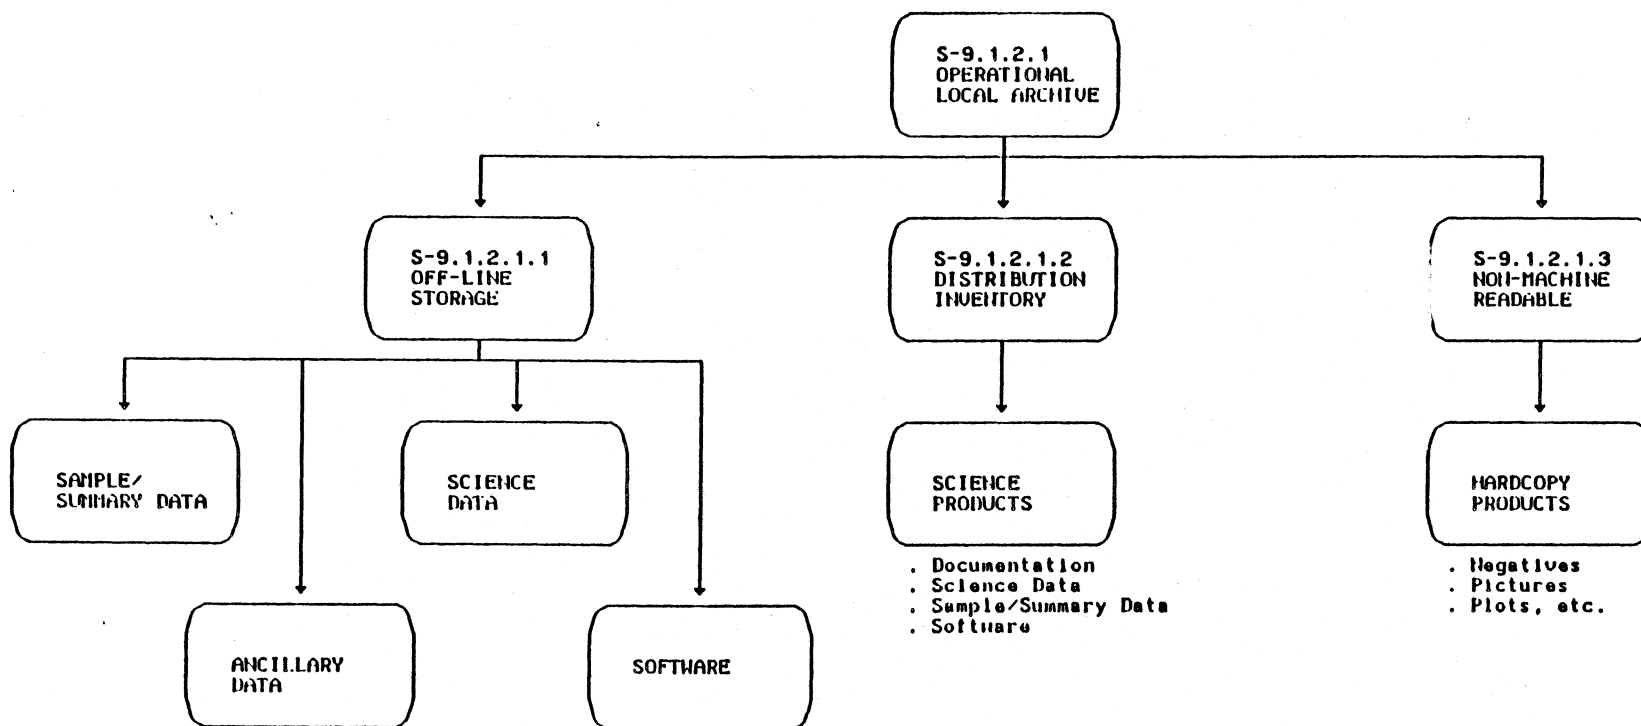 S-9.1.2.1
OPERATIONAL
LOCAL ARCHIVE
S-9.1.2.1.1
OFF-LINE
STORAGE
S-9.1.2.1.2
DISTRIBUTION
INVENTORY
S-9.1.2.1.3
NON-MACHINE
READABLE
SAMPLE/
SUMMARY DATA
SCIENCE
DATA
SCIENCE
PRODUCTS
HARDCOPY
PRODUCTS
. Documentation
. Science Data
. Sample/Summary Data
. Software
. Negatives
. Pictures
. Plots, etc.
ANCILLARY
DATA
SOFTWARE